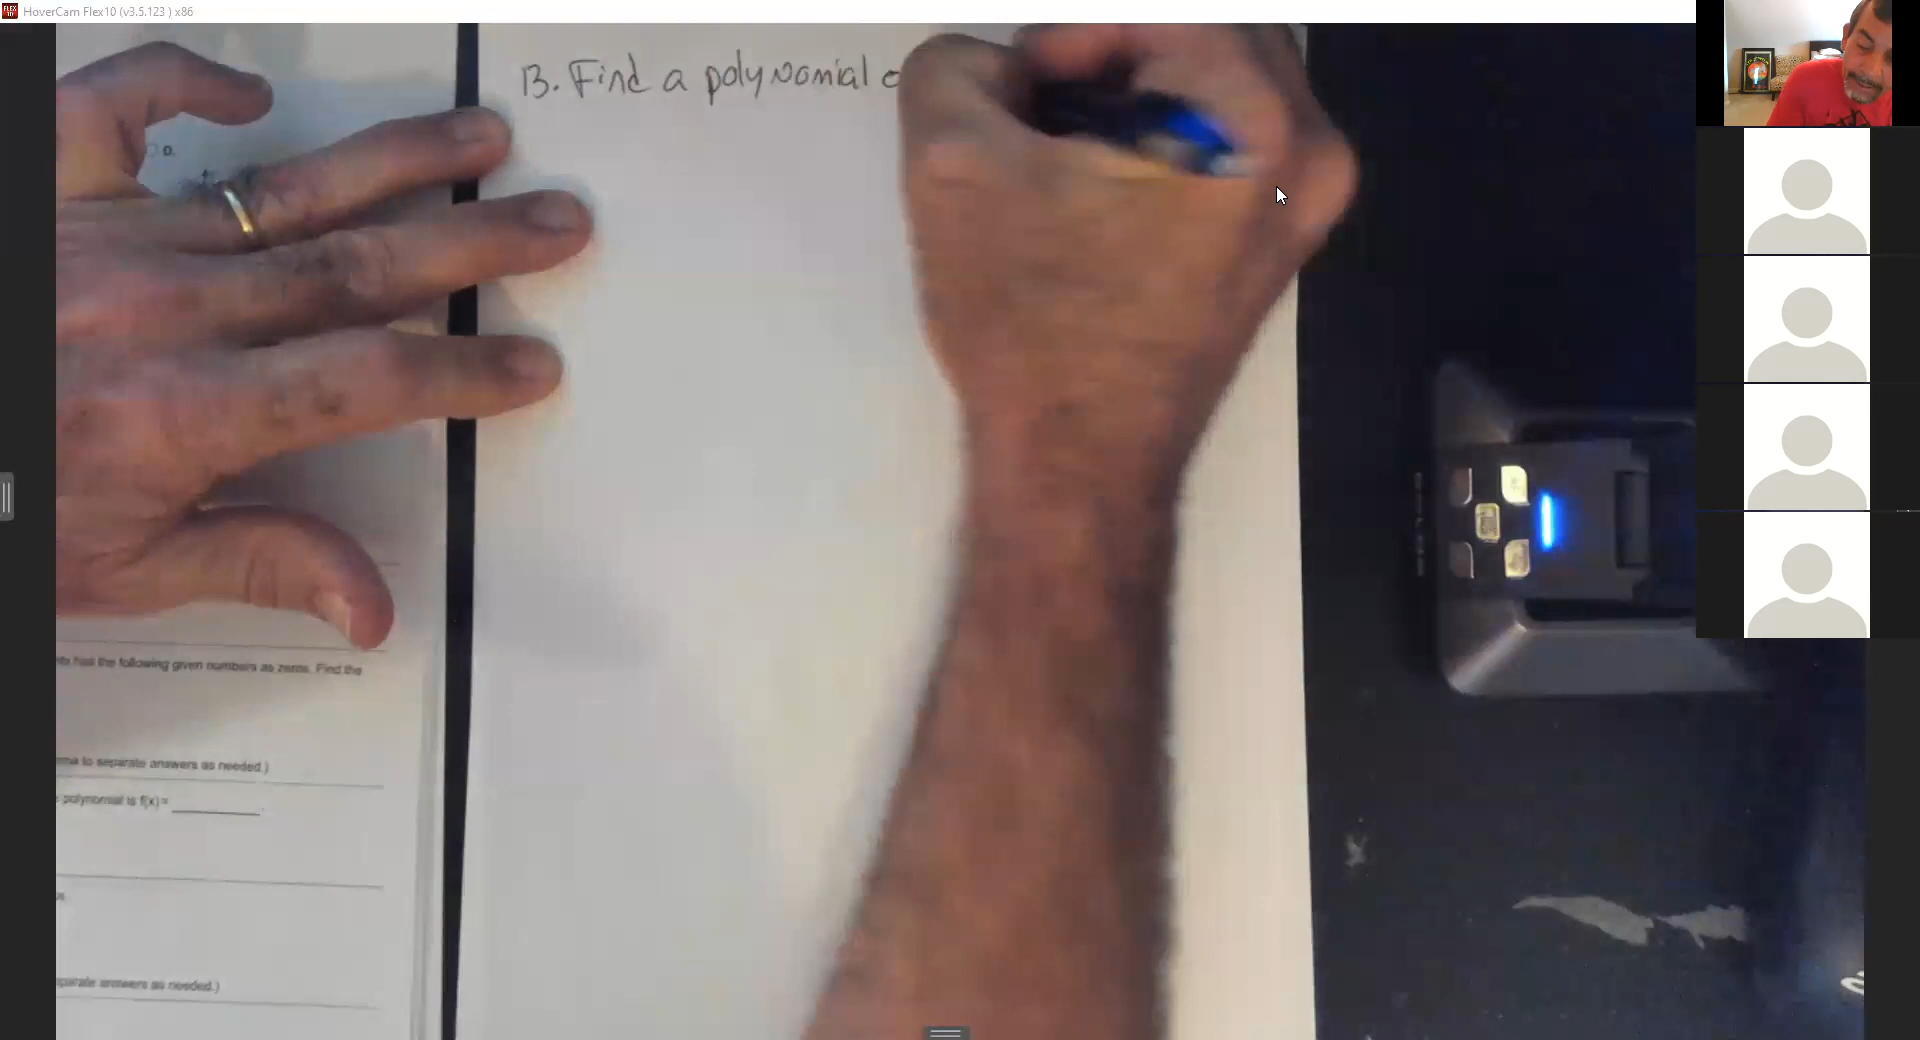 HoverCam Flex10 (v3.5.123 ) x86
13. Find a polynomial
D.
has the following given numbers as zeros. Find the
to separate answers as needed.)
polynomial is f(x) =
answers as needed.)